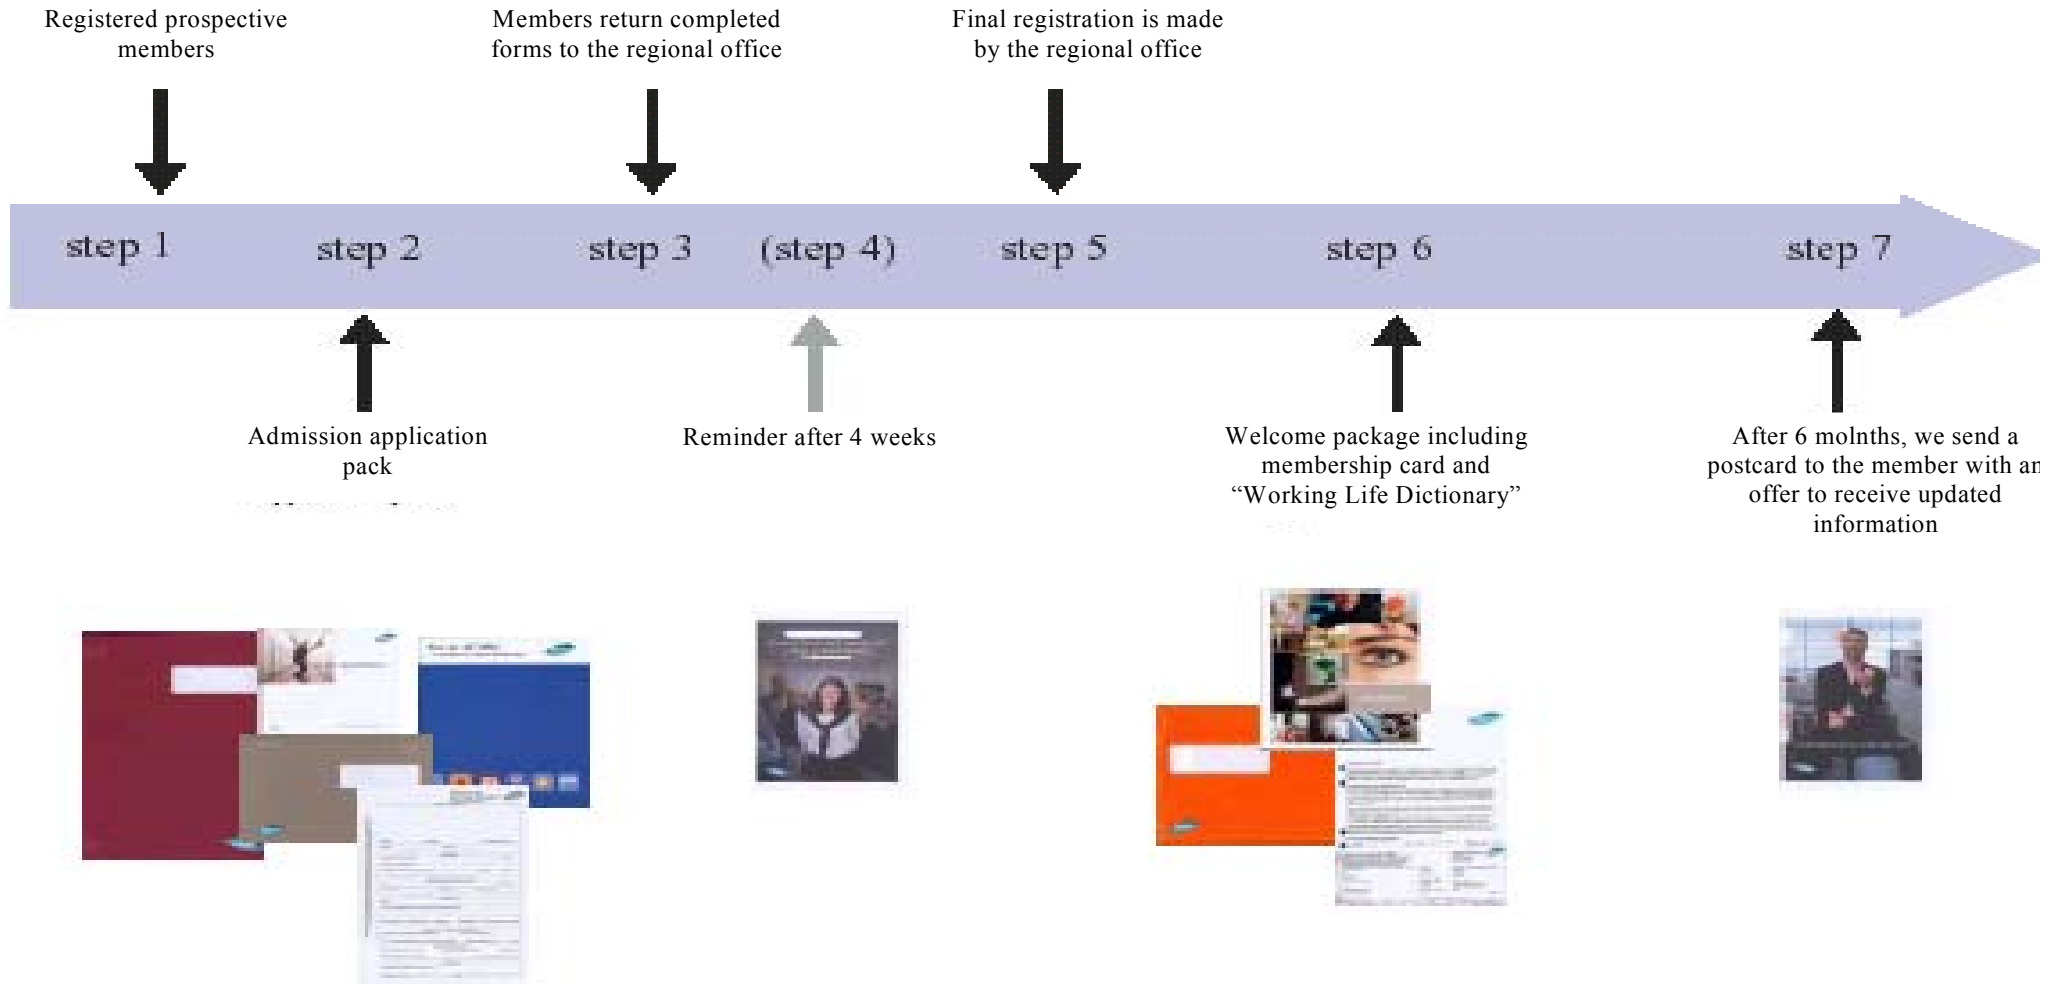 Registered prospective
members
Members return completed
forms to the regional office
Final registration is made
by the regional office
step 1
step 2
step 3
(step 4)
step 5
step 6
step 7
Admission application
pack
Reminder after 4 weeks
Welcome package including
membership card and
“Working Life Dictionary”
After 6 molnths, we send a
postcard to the member with an
offer to receive updated
information